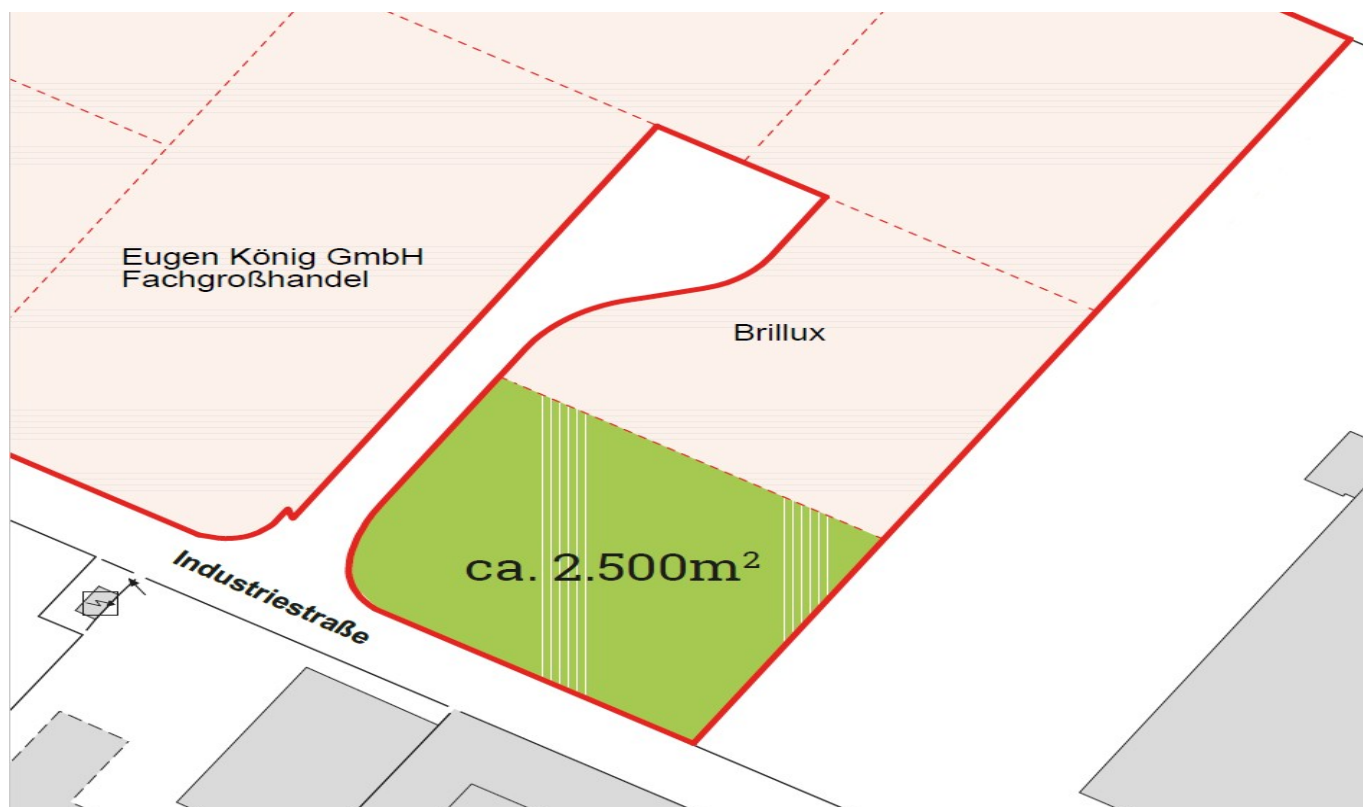 Eugen König GmbH
Fachgroßhandel
Brillux
ca. 2.500m²
Industriestraße